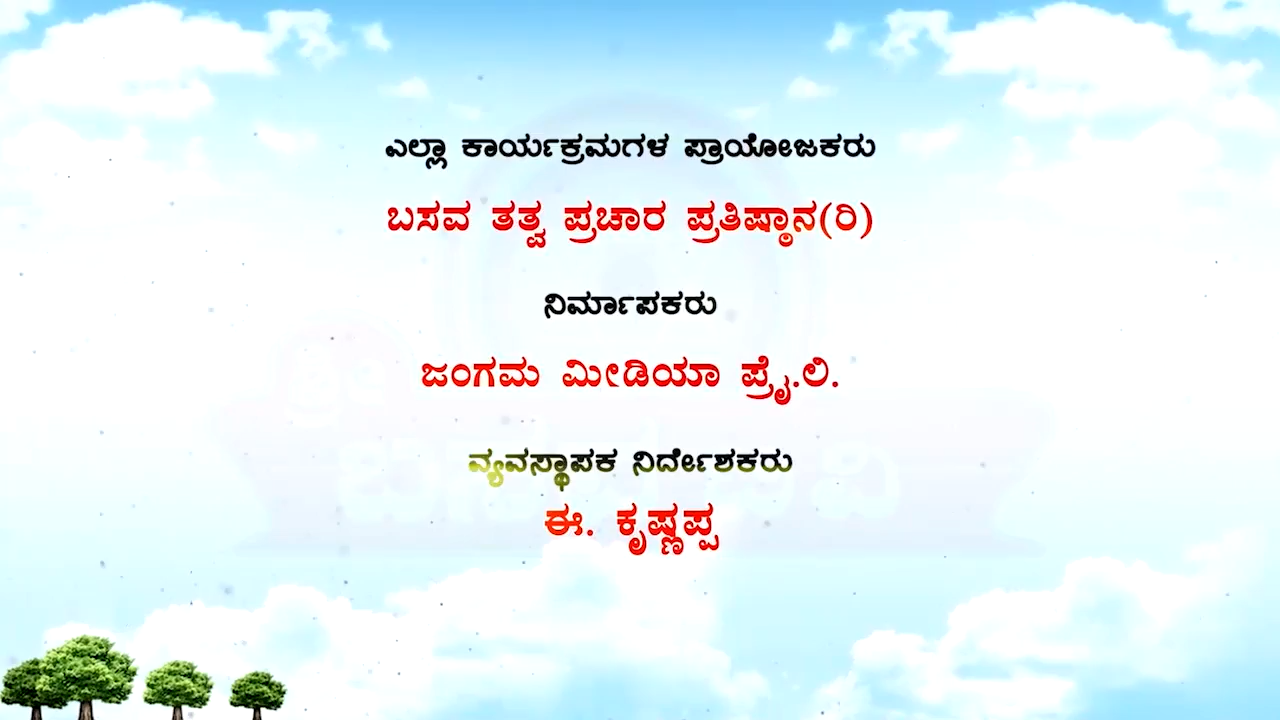 ಎಲ್ಲಾ ಕಾರ್ಯಕ್ರಮಗಳ ಪ್ರಾಯೋಜಕರು
ಬಸವ ತತ್ವ ಪ್ರಚಾರ ಪ್ರತಿಷ್ಠಾನ(ರಿ)
ನಿರ್ಮಾಪಕರು
ಜಂಗಮ ಮೀಡಿಯಾ ಪ್ರೈ.ಲಿ.
ವ್ಯವಸ್ಥಾಪಕ ನಿರ್ದೇಶಕರು
ಈ. ಕೃಷ್ಣಪ್ಪ